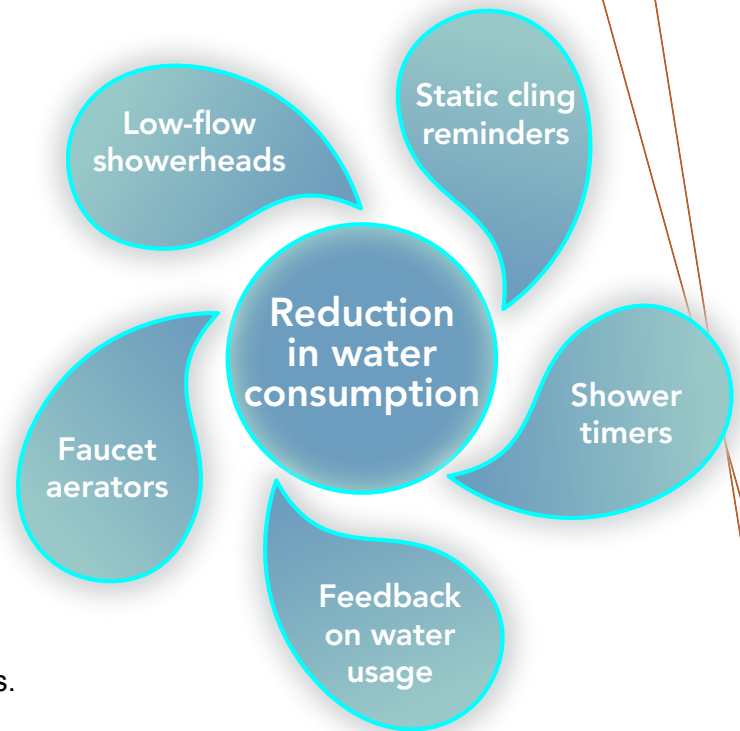 Static cling
reminders
Low-flow
showerheads
Reduction
in water
consumption
Shower
timers
Faucet
aerators
Feedback
on water
usage
s.